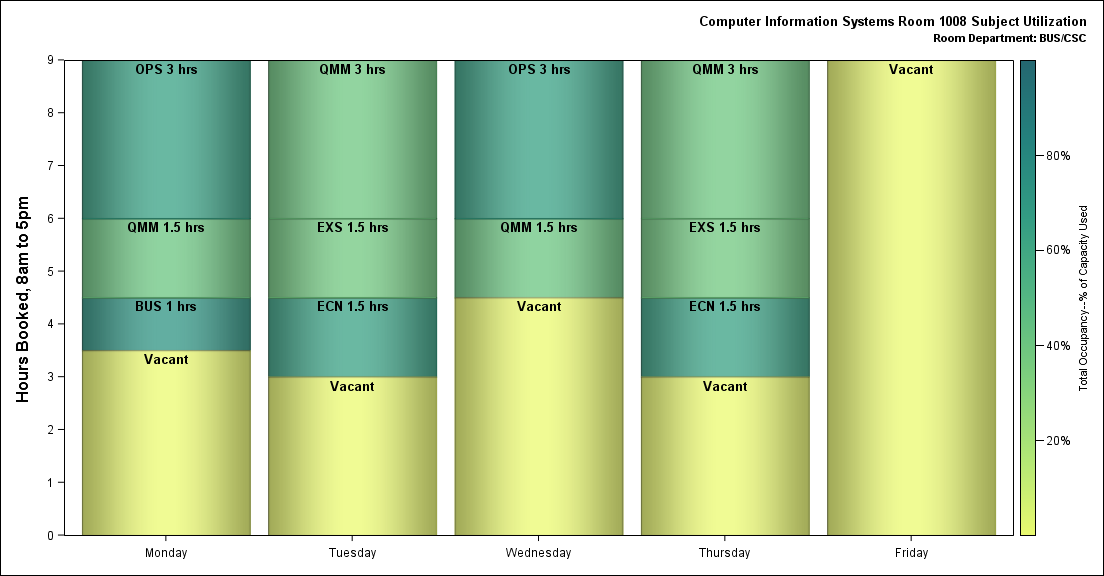 Computer Information Systems Room 1008 Subject Utilization
Room Department: BUS/CSC
Hours Booked, 8am to 5pm
9
8
7
6
5
4
3
2
1
0
OPS 3 hrs
QMM 1.5 hrs
BUS 1 hrs
Vacant
QMM 3 hrs
EXS 1.5 hrs
ECN 1.5 hrs
Vacant
OPS 3 hrs
QMM 1.5 hrs
Vacant
QMM 3 hrs
EXS 1.5 hrs
ECN 1.5 hrs
Vacant
Vacant
Monday
Tuesday
Wednesday
Thursday
Friday
80%
60%
40%
20%
Total Occupancy--% of Capacity Used